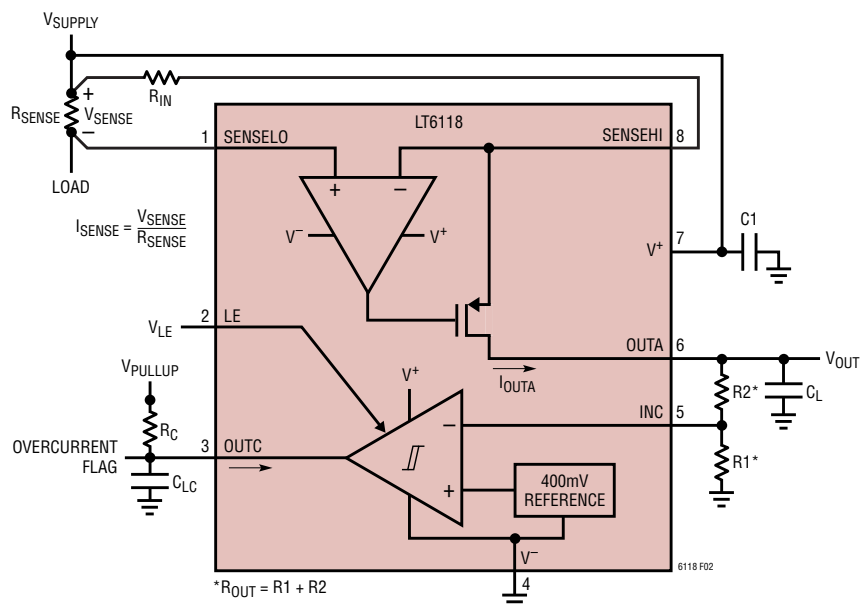 VSUPPLY
RIN
+
VSENSE
RSENSE
–
LOAD
ISENSE = VSENSE
RSENSE
LT6118
1
SENSELO
SENSEHI
8
+
–
V–
V+
V+
7
C1
2
LE
VLE
OUTA
6
VOUT
IOUTA
R2*
CL
VPULLUP
RC
V+
INC
5
–
R1*
OVERCURRENT
FLAG
3
OUTC
CLC
+
400mV
REFERENCE
V–
4
6118 F02
*ROUT = R1 + R2